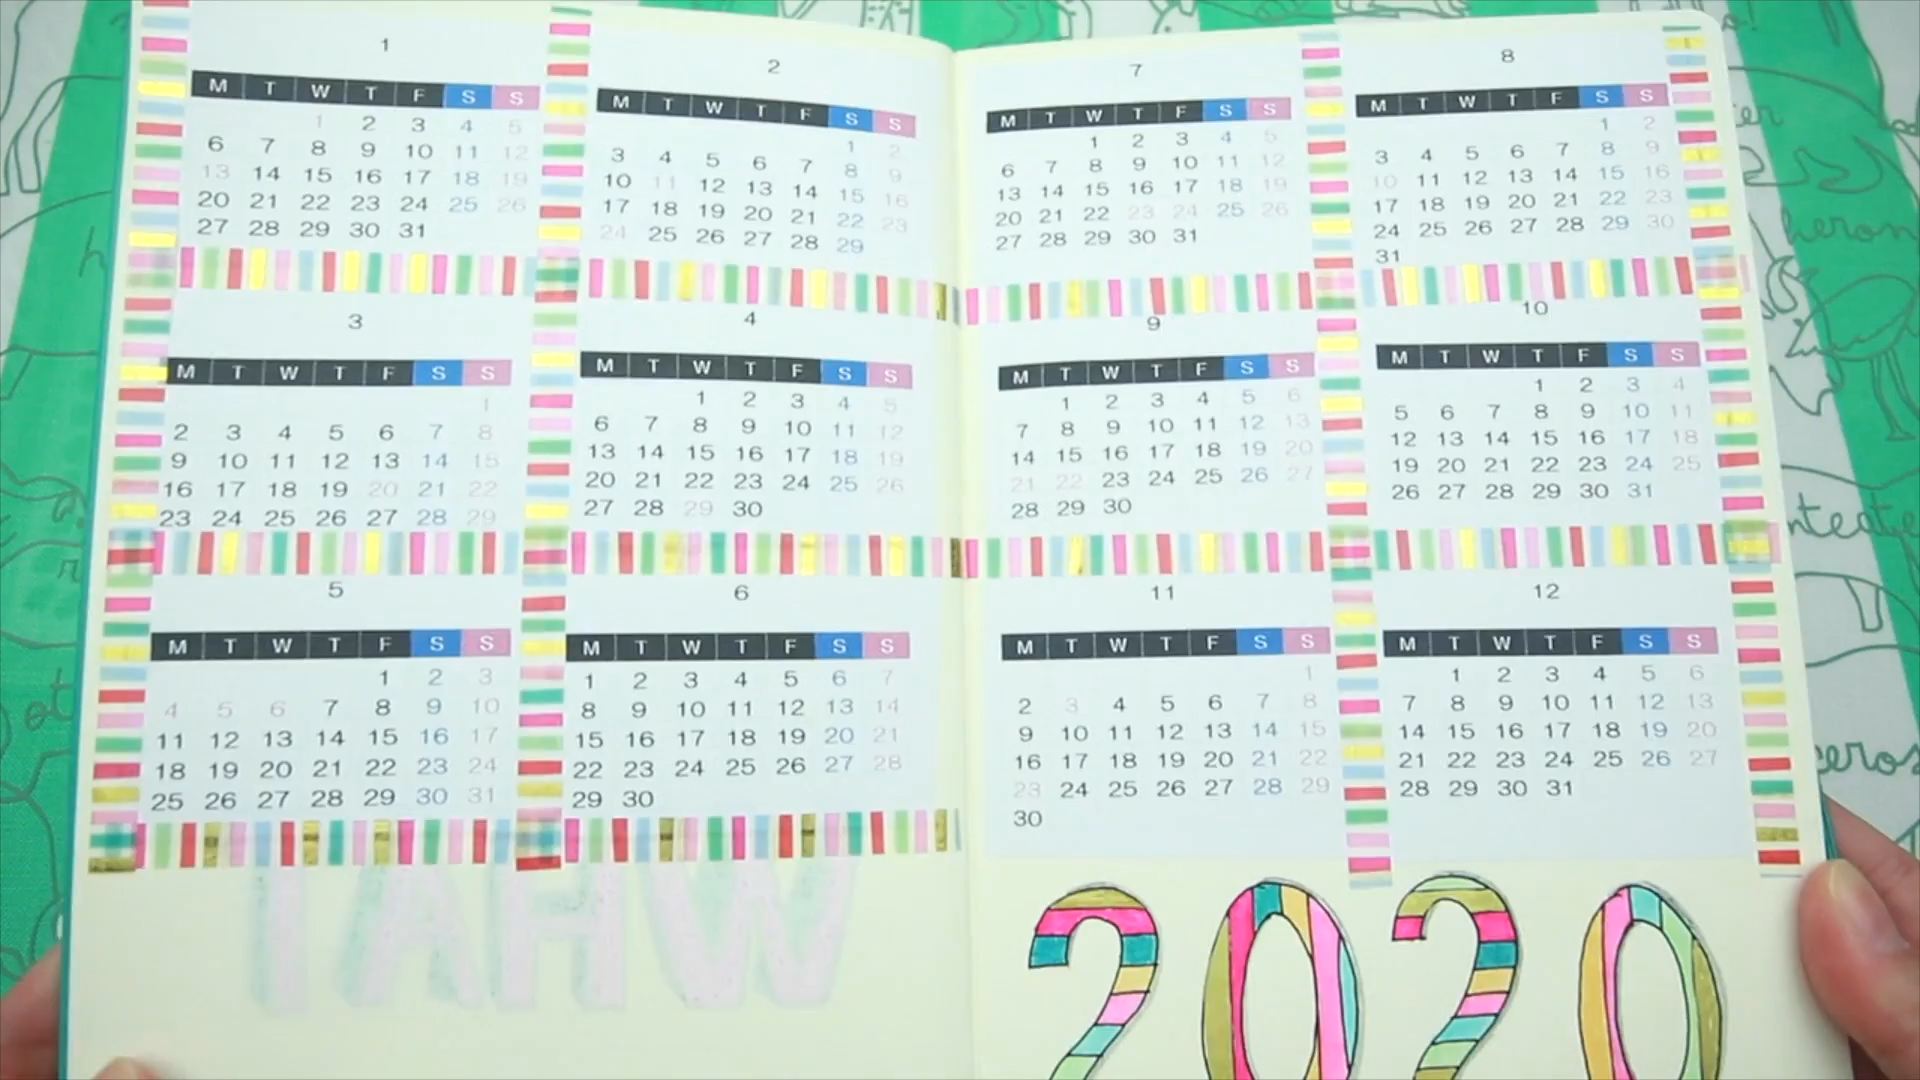 1
M T W T F S S
1 2 3 4 5
6 7 8 9 10 11 12
13 14 15 16 17 18 19
20 21 22 23 24 25 26
27 28 29 30 31
2
M T W T F S S
1 2
3 4 5 6 7 8 9
10 11 12 13 14 15 16
17 18 19 20 21 22 23
24 25 26 27 28 29
3
M T W T F S S
1
2 3 4 5 6 7 8
9 10 11 12 13 14 15
16 17 18 19 20 21 22
23 24 25 26 27 28 29
4
M T W T F S S
1 2 3 4 5
6 7 8 9 10 11 12
13 14 15 16 17 18 19
20 21 22 23 24 25 26
27 28 29 30
5
M T W T F S S
1 2 3
4 5 6 7 8 9 10
11 12 13 14 15 16 17
18 19 20 21 22 23 24
25 26 27 28 29 30 31
6
M T W T F S S
1 2 3 4 5 6 7
8 9 10 11 12 13 14
15 16 17 18 19 20 21
22 23 24 25 26 27 28
29 30
WHAT
7
M T W T F S S
1 2 3 4 5
6 7 8 9 10 11 12
13 14 15 16 17 18 19
20 21 22 23 24 25 26
27 28 29 30 31
8
M T W T F S S
1 2
3 4 5 6 7 8 9
10 11 12 13 14 15 16
17 18 19 20 21 22 23
24 25 26 27 28 29 30
31
9
M T W T F S S
1 2 3 4 5 6
7 8 9 10 11 12 13
14 15 16 17 18 19 20
21 22 23 24 25 26 27
28 29 30
10
M T W T F S S
1 2 3 4
5 6 7 8 9 10 11
12 13 14 15 16 17 18
19 20 21 22 23 24 25
26 27 28 29 30 31
11
M T W T F S S
1
2 3 4 5 6 7 8
9 10 11 12 13 14 15
16 17 18 19 20 21 22
23 24 25 26 27 28 29
30
12
M T W T F S S
1 2 3 4 5 6
7 8 9 10 11 12 13
14 15 16 17 18 19 20
21 22 23 24 25 26 27
28 29 30 31
2020
heron